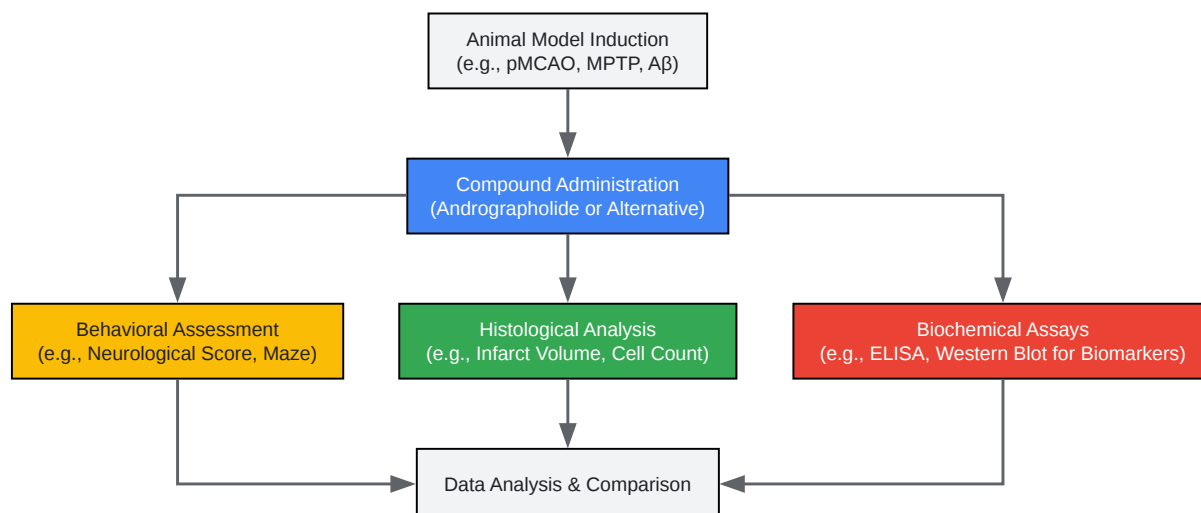 Animal Model Induction
(e.g., pMCAO, MPTP, Aβ)
Compound Administration
(Andrographolide or Alternative)
Behavioral Assessment
(e.g., Neurological Score, Maze)
Histological Analysis
(e.g., Infarct Volume, Cell Count)
Biochemical Assays
(e.g., ELISA, Western Blot for Biomarkers)
Data Analysis & Comparison